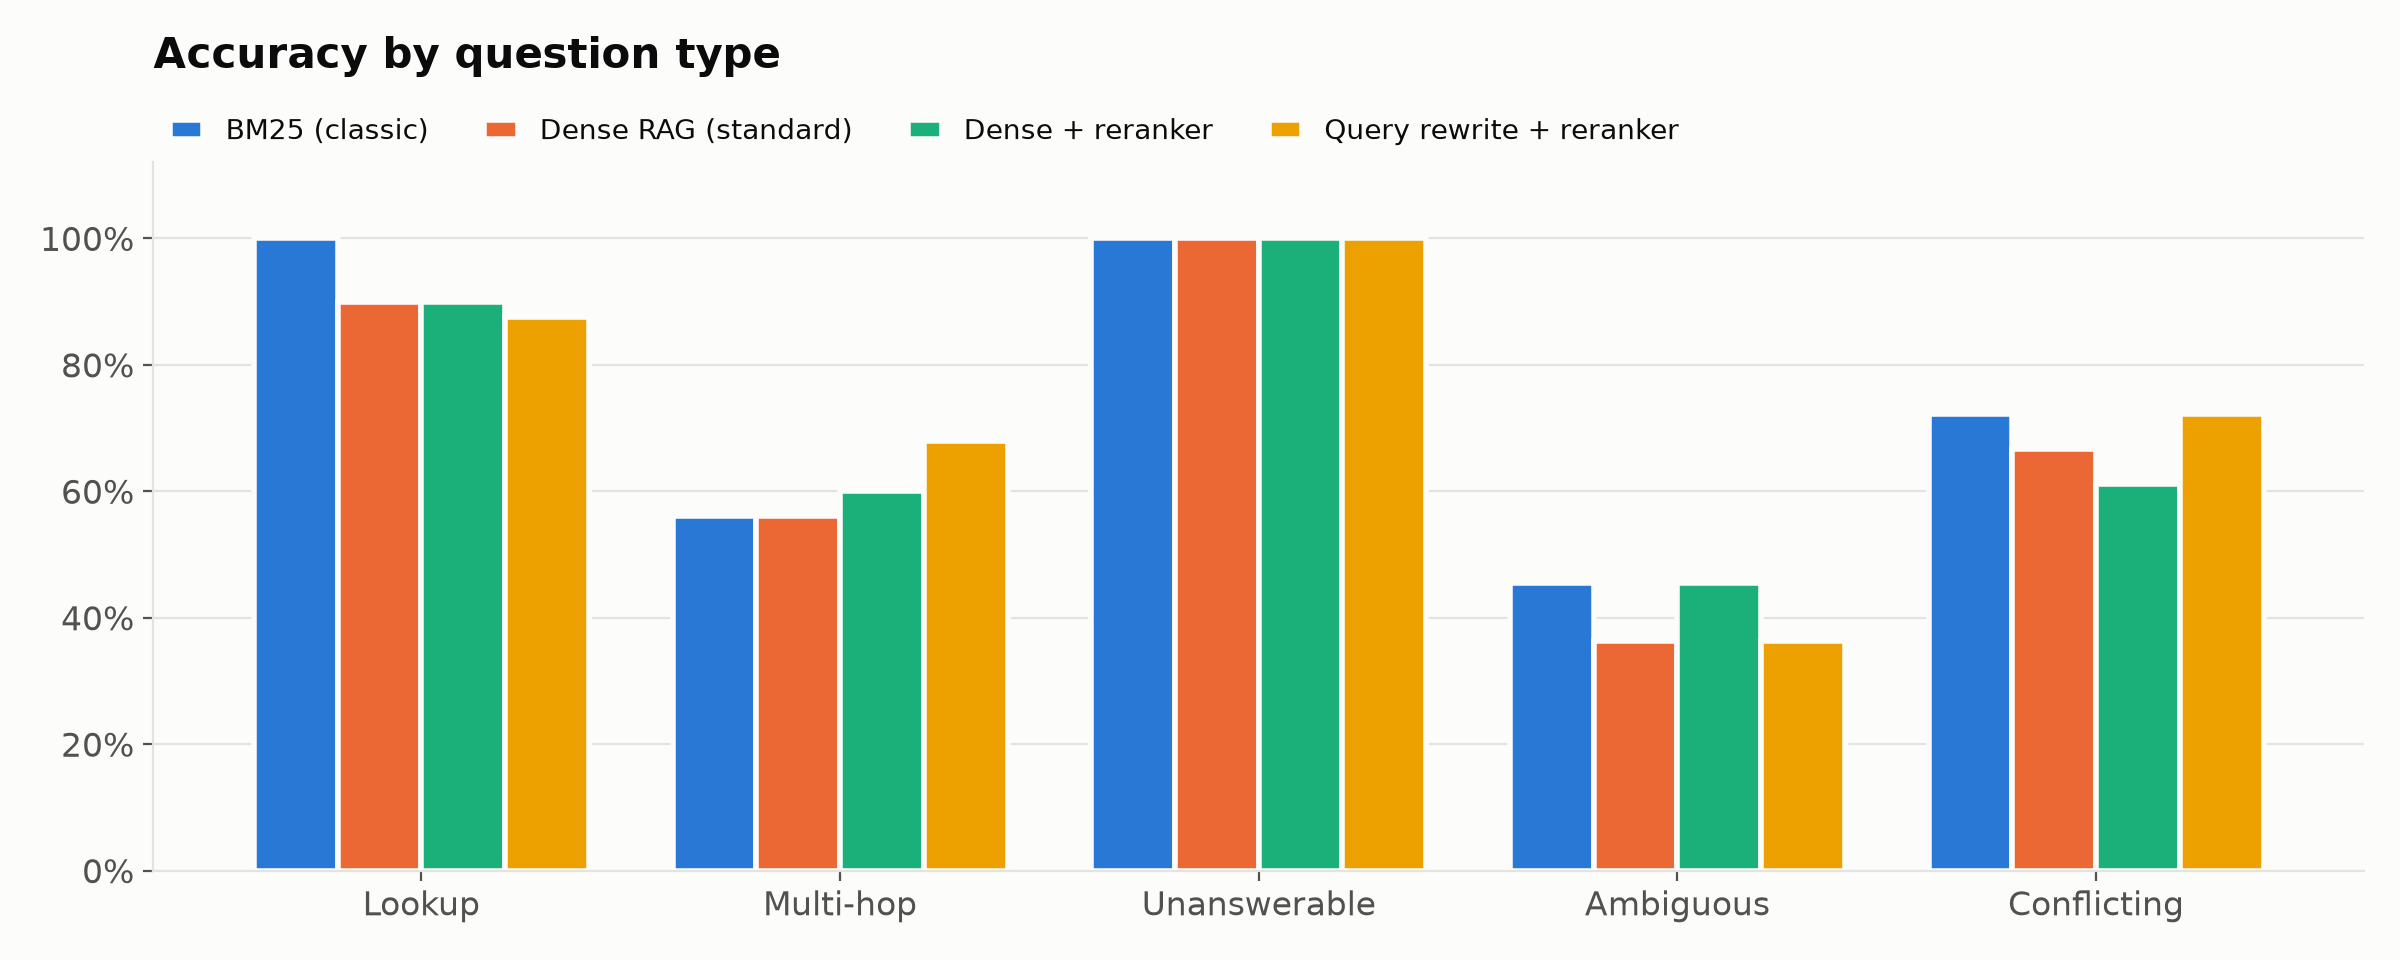 Accuracy by question type
BM25 (classic) Dense RAG (standard) Dense + reranker Query rewrite + reranker
100%
80%
60%
40%
20%
0%
Lookup Multi-hop Unanswerable Ambiguous Conflicting